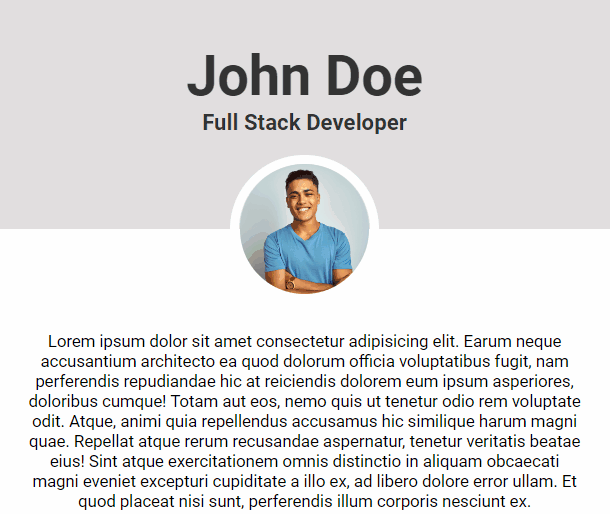 John Doe
Full Stack Developer
Lorem ipsum dolor sit amet consectetur adipisicing elit. Earum neque
accusantium architecto ea quod dolorum officia voluptatibus fugit, nam
perferendis repudiandae hic at reiciendis dolorem eum ipsum asperiores,
doloribus cumque! Totam aut eos, nemo quis ut tenetur odio rem voluptate
odit. Atque, animi quia repellendus accusamus hic similique harum magni
quae. Repellat atque rerum recusandae aspernatur, tenetur veritatis beatae
eius! Sint atque exercitationem omnis distinctio in aliquam obcaecati
magni eveniet excepturi cupiditate a illo ex, ad libero dolore error ullam. Et
quod placeat nisi sunt, perferendis illum corporis nesciunt ex.